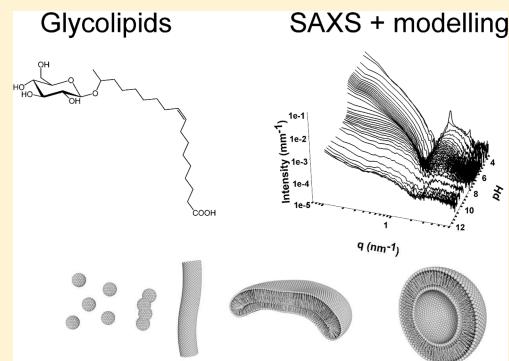 Glycolipids
SAXS + modelling
OH
HO
HO
OH
O
O
COOH
Intensity (mm-1)
1e-1
1e-2
1e-3
1e-4
1e-5
1
q (nm-1)
4
6
8
10
12
pH